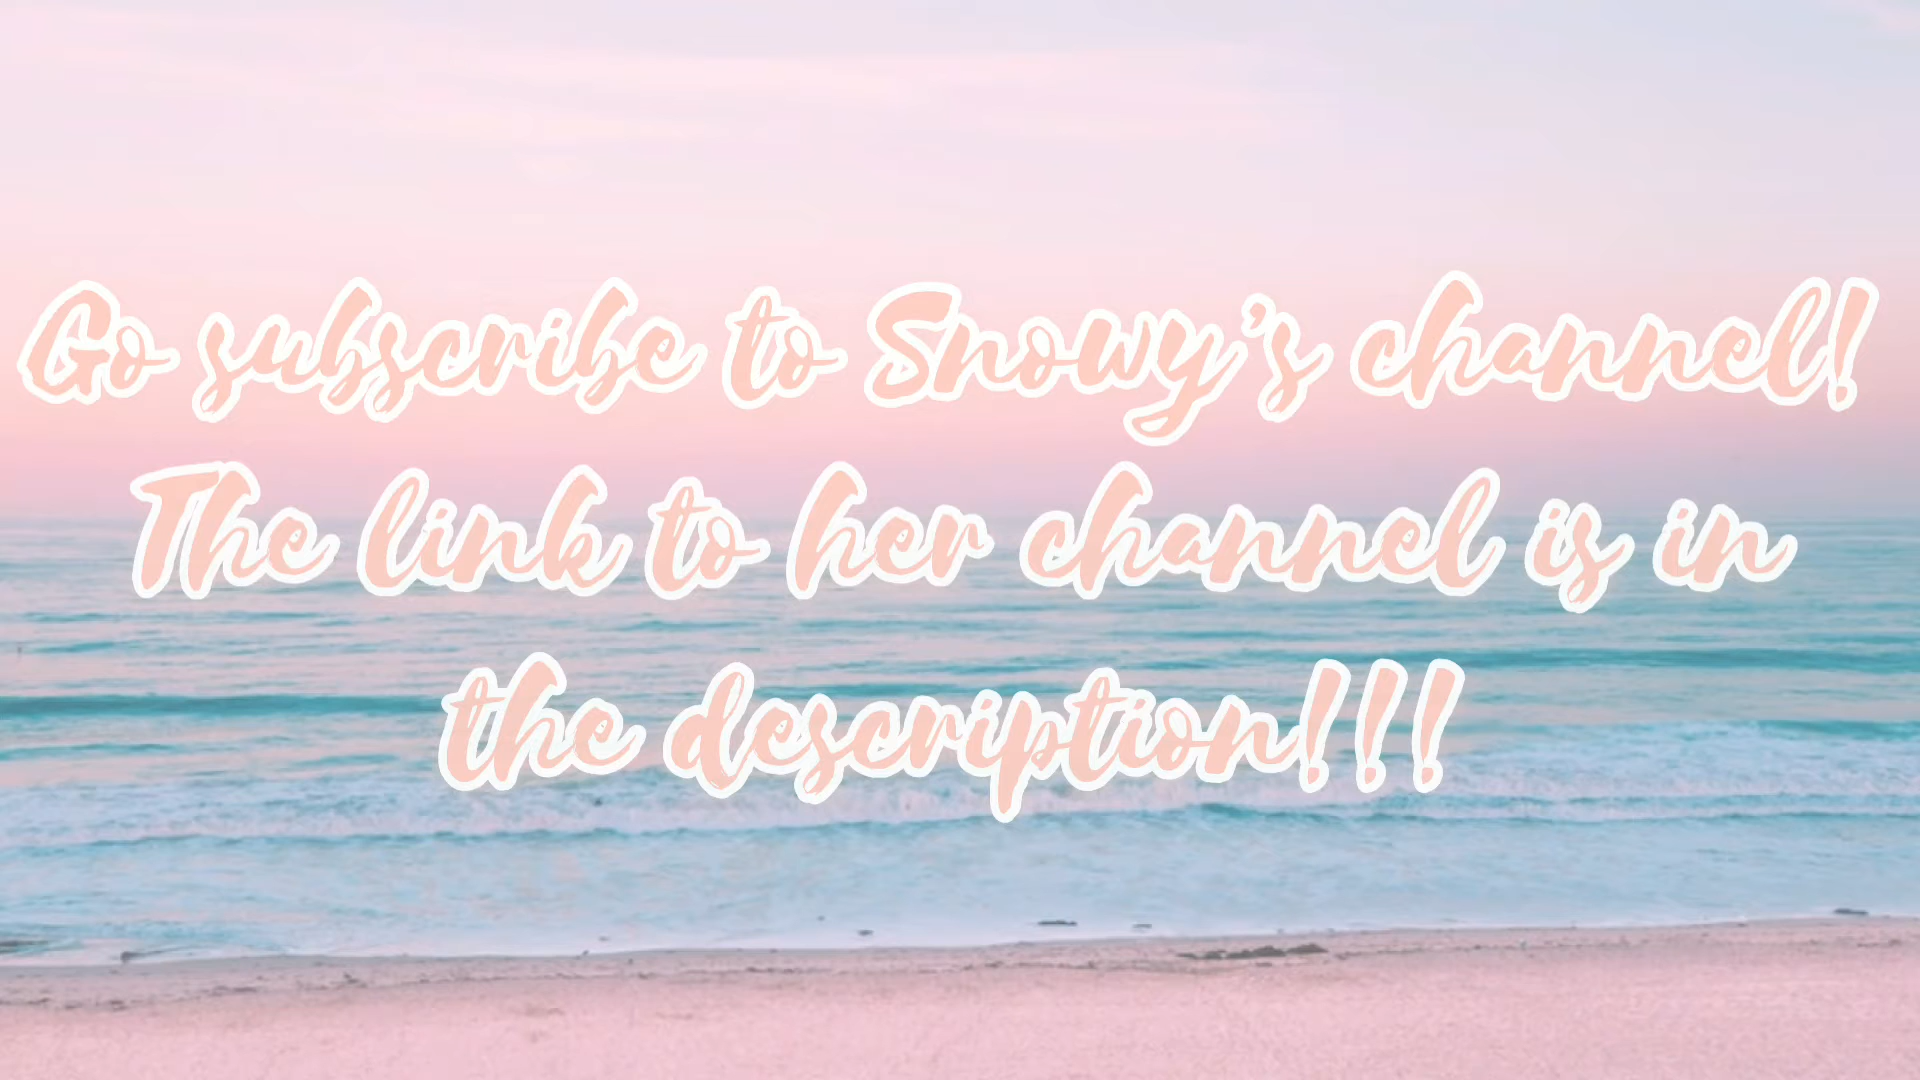 Go subscribe to Snowy's channel!
The link to her channel is in
the description!!!